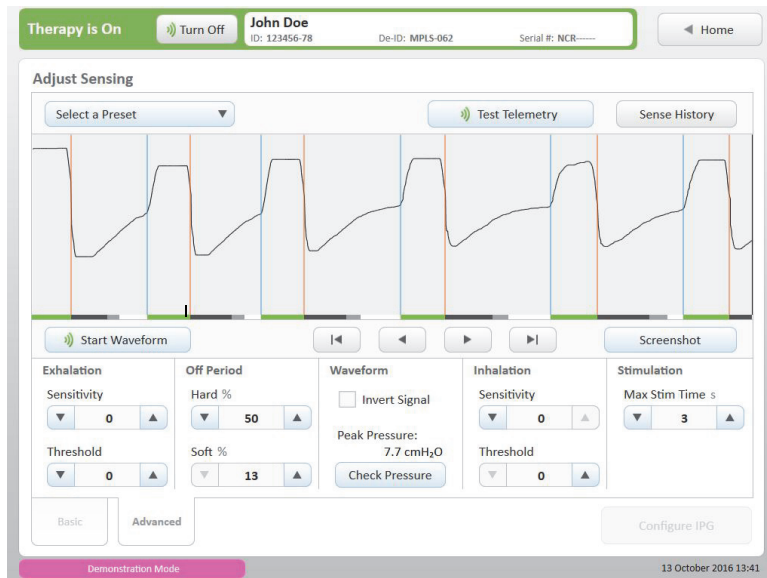 Therapy is On
Turn Off
John Doe
ID: 123456-78 De-ID: MPLS-062 Serial #: NCR------
Home
Adjust Sensing
Select a Preset
Test Telemetry
Sense History
Start Waveform
Screenshot
Exhalation Off Period Waveform Inhalation Stimulation
Sensitivity Hard % Invert Signal Sensitivity Max Stim Time s
0 50 0 3
Peak Pressure:
7.7 cmH₂O
Threshold Soft % Check Pressure Threshold
0 13 0
Basic Advanced
Configure IPG
Demonstration Mode
13 October 2016 13:41